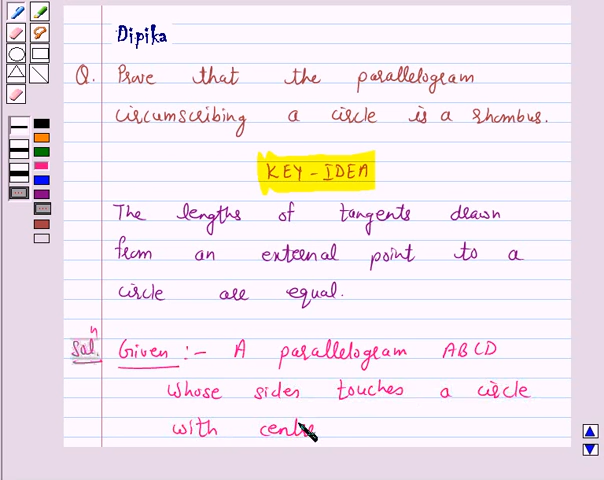 Dipika
Q. Prove that the parallelogram
circumscribing a circle is a rhombus.
KEY - IDEA
The lengths of tangents drawn
from an external point to a
circle are equal.
Solⁿ. Given :- A parallelogram ABCD
whose sides touches a circle
with